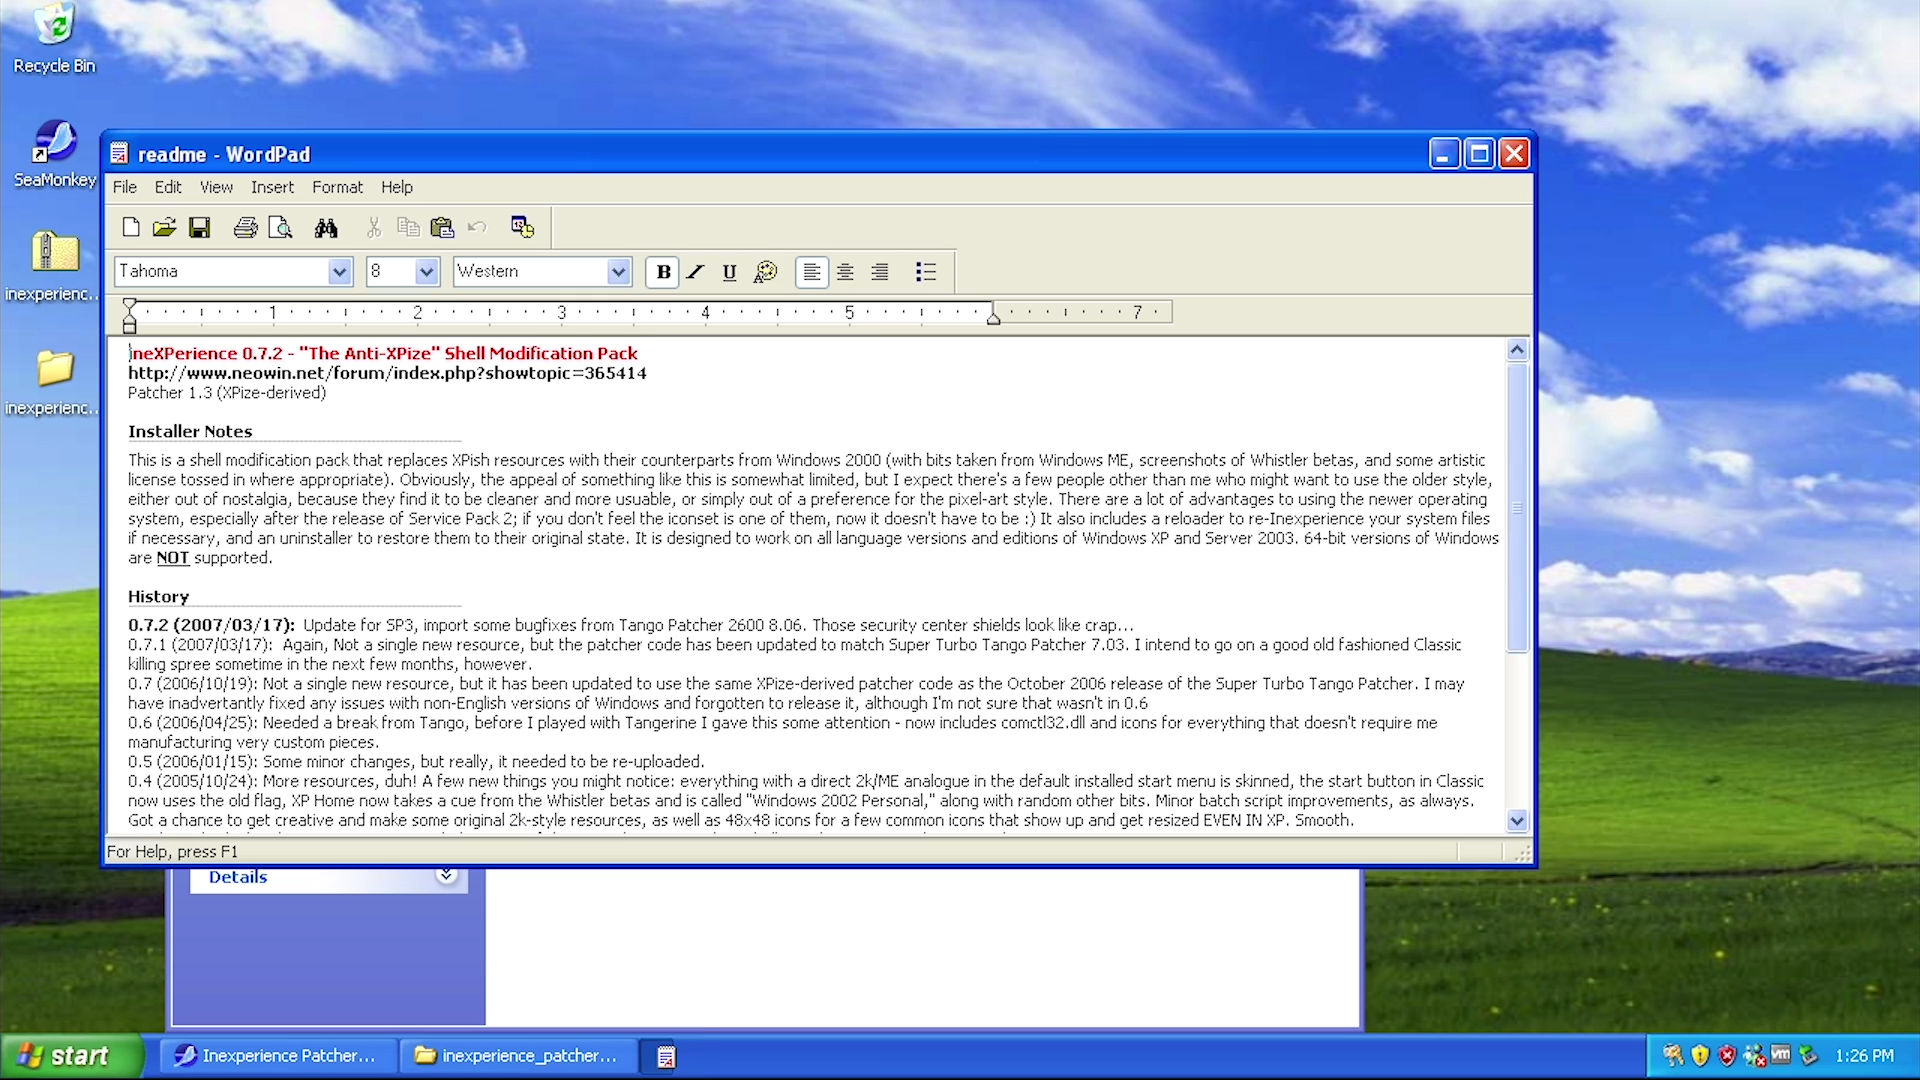 Recycle Bin
SeaMonkey
inexperienc...
inexperienc...
readme - WordPad
File Edit View Insert Format Help
Tahoma 8 Western
1 2 3 4 5 7
ineXPerience 0.7.2 - "The Anti-XPize" Shell Modification Pack
http://www.neowin.net/forum/index.php?showtopic=365414
Patcher 1.3 (XPize-derived)
Installer Notes
This is a shell modification pack that replaces XPish resources with their counterparts from Windows 2000 (with bits taken from Windows ME, screenshots of Whistler betas, and some artistic
license tossed in where appropriate). Obviously, the appeal of something like this is somewhat limited, but I expect there's a few people other than me who might want to use the older style,
either out of nostalgia, because they find it to be cleaner and more usuable, or simply out of a preference for the pixel-art style. There are a lot of advantages to using the newer operating
system, especially after the release of Service Pack 2; if you don't feel the iconset is one of them, now it doesn't have to be :) It also includes a reloader to re-Inexperience your system files
if necessary, and an uninstaller to restore them to their original state. It is designed to work on all language versions and editions of Windows XP and Server 2003. 64-bit versions of Windows
are NOT supported.
History
0.7.2 (2007/03/17): Update for SP3, import some bugfixes from Tango Patcher 2600 8.06. Those security center shields look like crap...
0.7.1 (2007/03/17): Again, Not a single new resource, but the patcher code has been updated to match Super Turbo Tango Patcher 7.03. I intend to go on a good old fashioned Classic
killing spree sometime in the next few months, however.
0.7 (2006/10/19): Not a single new resource, but it has been updated to use the same XPize-derived patcher code as the October 2006 release of the Super Turbo Tango Patcher. I may
have inadvertantly fixed any issues with non-English versions of Windows and forgotten to release it, although I'm not sure that wasn't in 0.6
0.6 (2006/04/25): Needed a break from Tango, before I played with Tangerine I gave this some attention - now includes comctl32.dll and icons for everything that doesn't require me
manufacturing very custom pieces.
0.5 (2006/01/15): Some minor changes, but really, it needed to be re-uploaded.
0.4 (2005/10/24): More resources, duh! A few new things you might notice: everything with a direct 2k/ME analogue in the default installed start menu is skinned, the start button in Classic
now uses the old flag, XP Home now takes a cue from the Whistler betas and is called "Windows 2002 Personal," along with random other bits. Minor batch script improvements, as always.
Got a chance to get creative and make some original 2k-style resources, as well as 48x48 icons for a few common icons that show up and get resized EVEN IN XP. Smooth.
For Help, press F1
Details
start Inexperience Patcher... inexperience_patcher... vm 1:26 PM